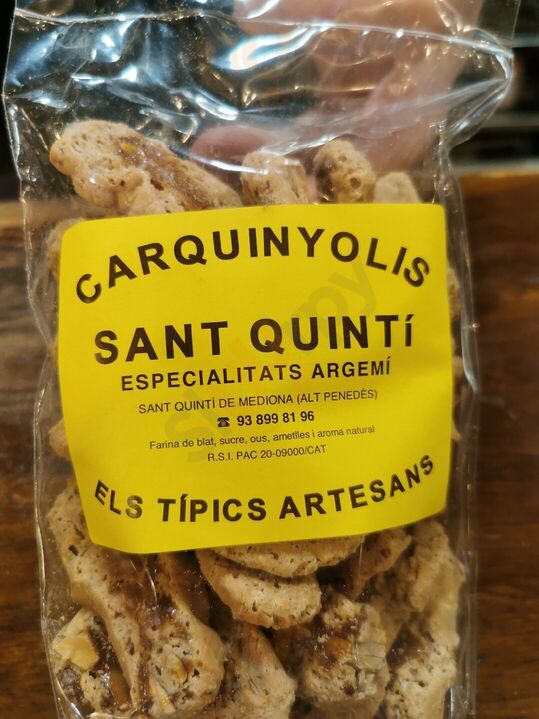 CARQUINYOLIS
SANT QUINTÍ
ESPECIALITATS ARGEMÍ
SANT QUINTÍ DE MEDIONA (ALT PENEDÈS)
☎ 93 899 81 96
Farina de blat, sucre, ous, ametlles i aroma natural
R.S.I. PAC 20-09000/CAT
ELS TÍPICS ARTESANS